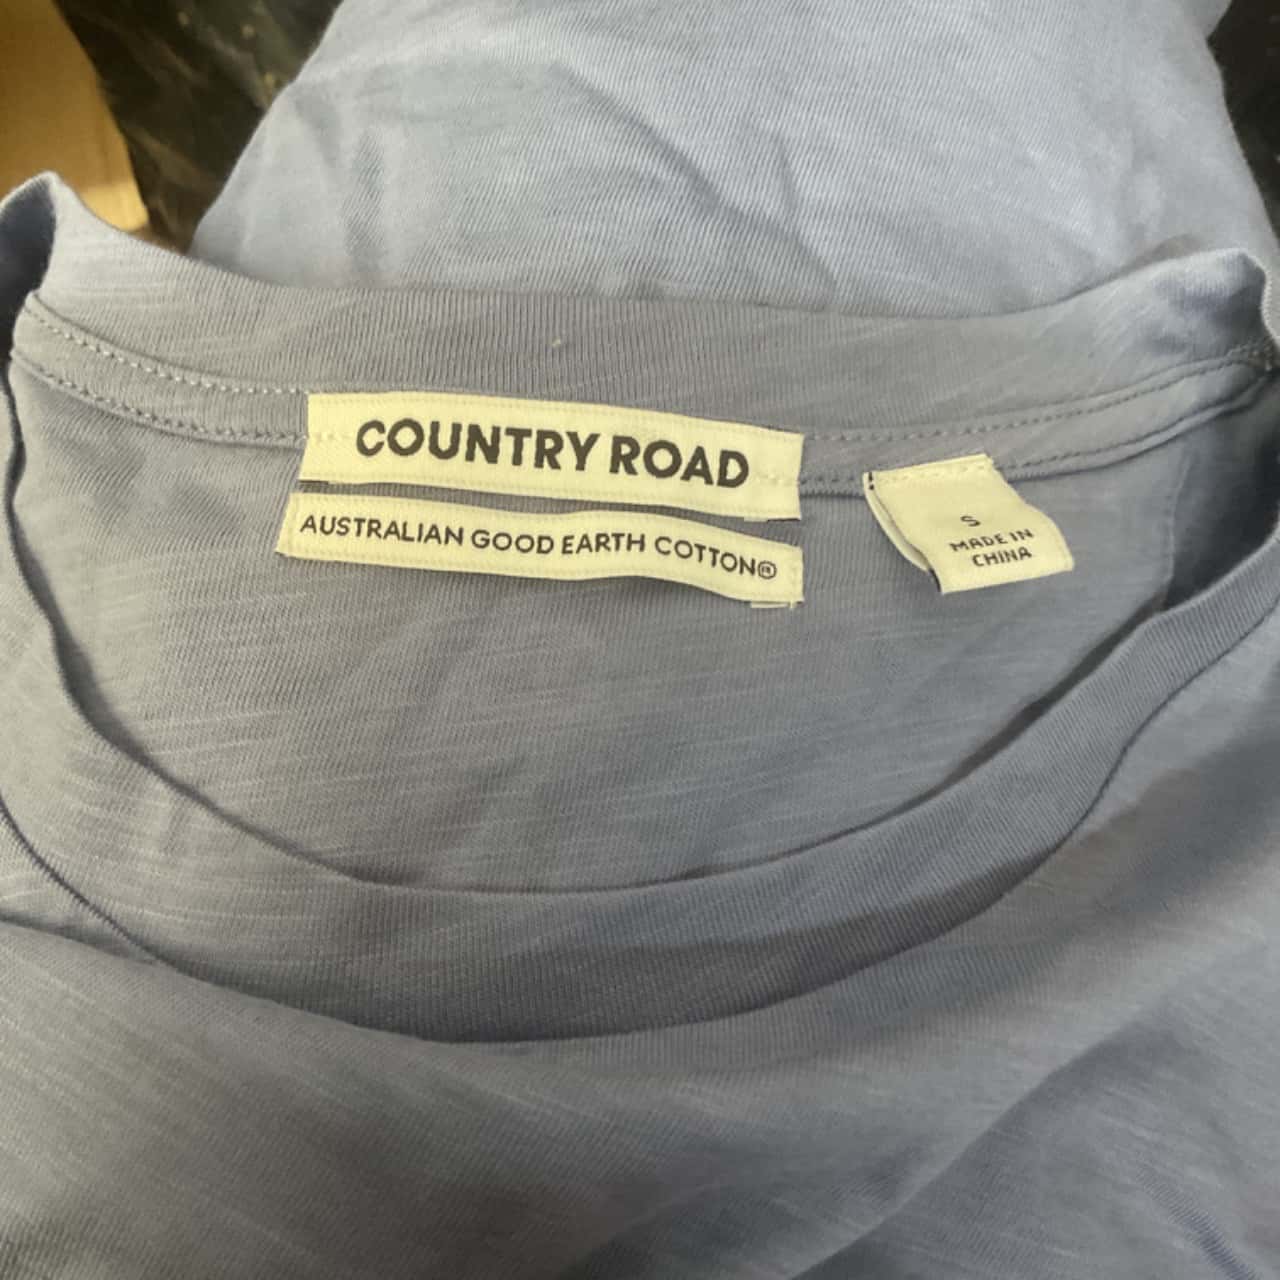 COUNTRY ROAD
AUSTRALIAN GOOD EARTH COTTON®
S
MADE IN
CHINA